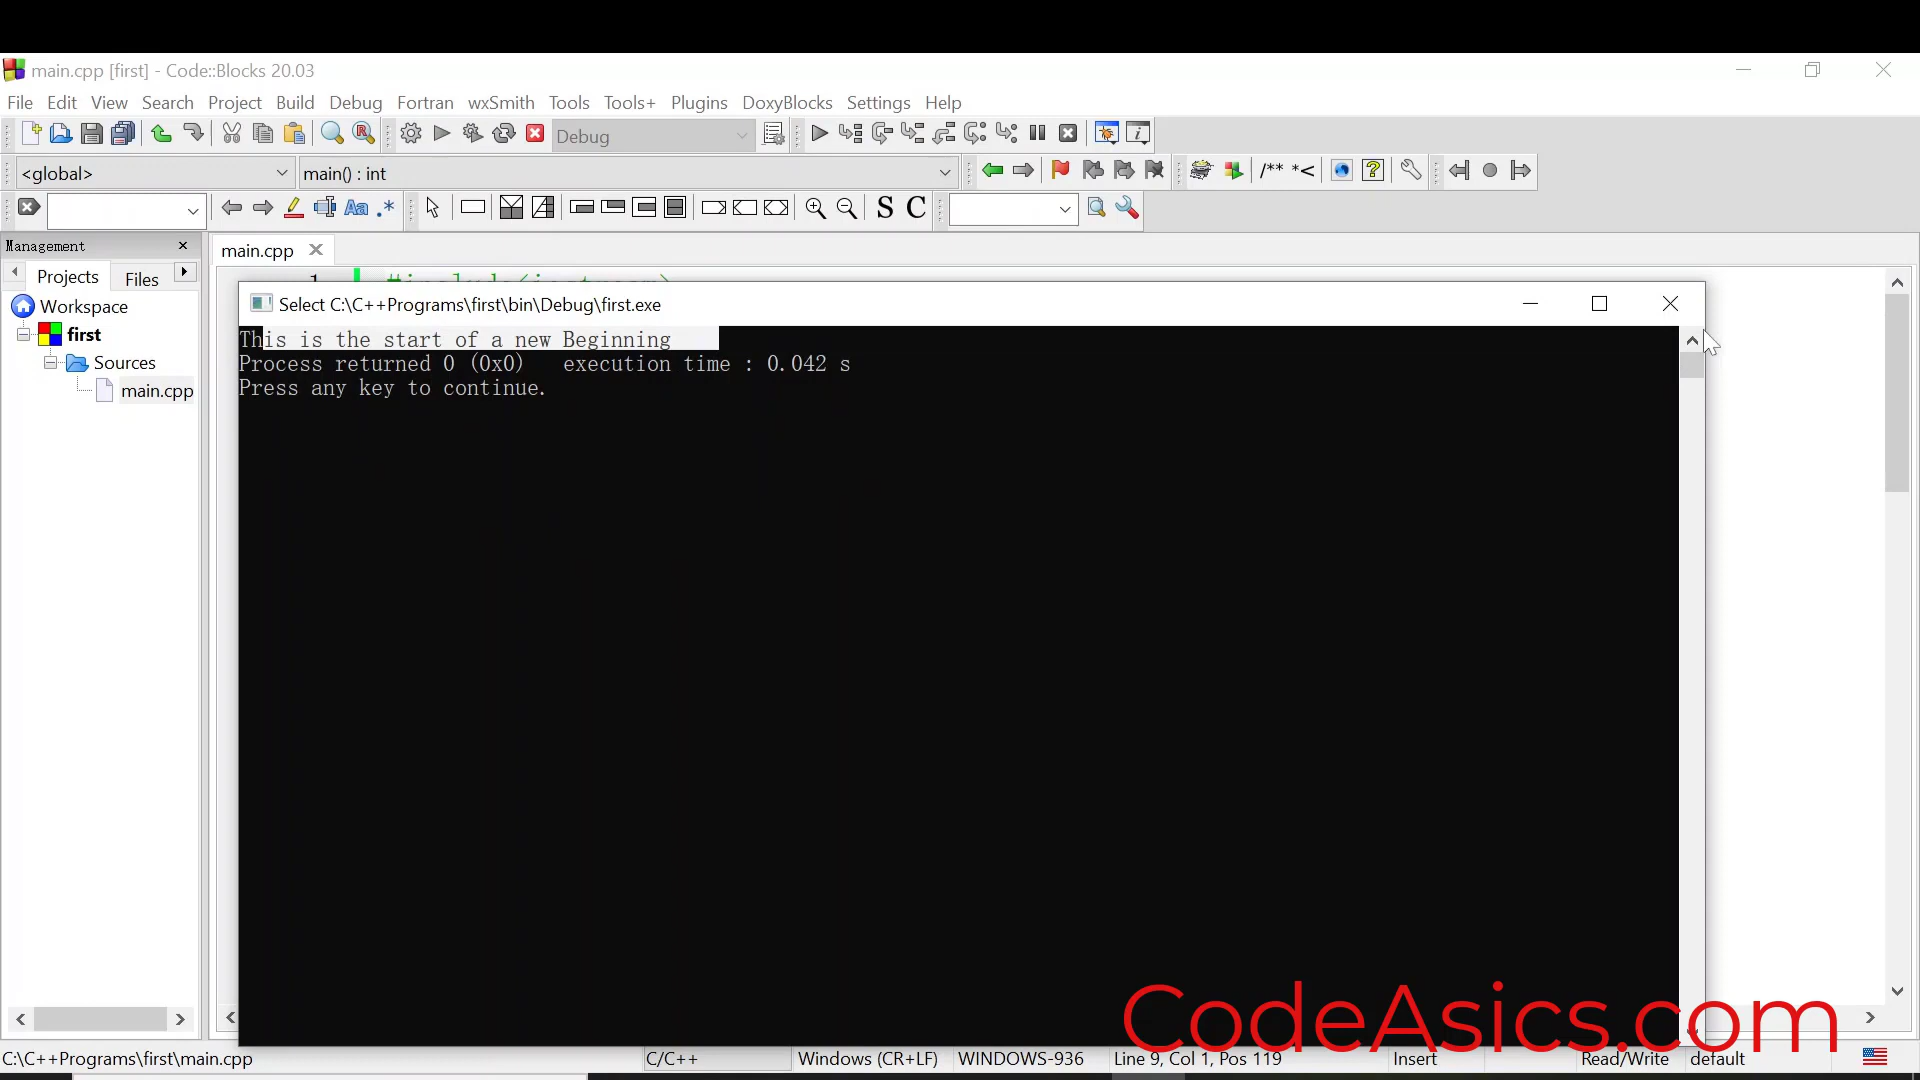 main.cpp [first] - Code::Blocks 20.03
File Edit View Search Project Build Debug Fortran wxSmith Tools Tools+ Plugins DoxyBlocks Settings Help
Debug
<global> main() : int /** *<
Aa .* S C
Management
main.cpp
Projects Files
1 #include<iostream>
Workspace
first
Sources
main.cpp
Select C:\C++Programs\first\bin\Debug\first.exe
This is the start of a new Beginning
Process returned 0 (0x0) execution time : 0.042 s
Press any key to continue.
CodeAsics.com
C:\C++Programs\first\main.cpp C/C++ Windows (CR+LF) WINDOWS-936 Line 9, Col 1, Pos 119 Insert Read/Write default